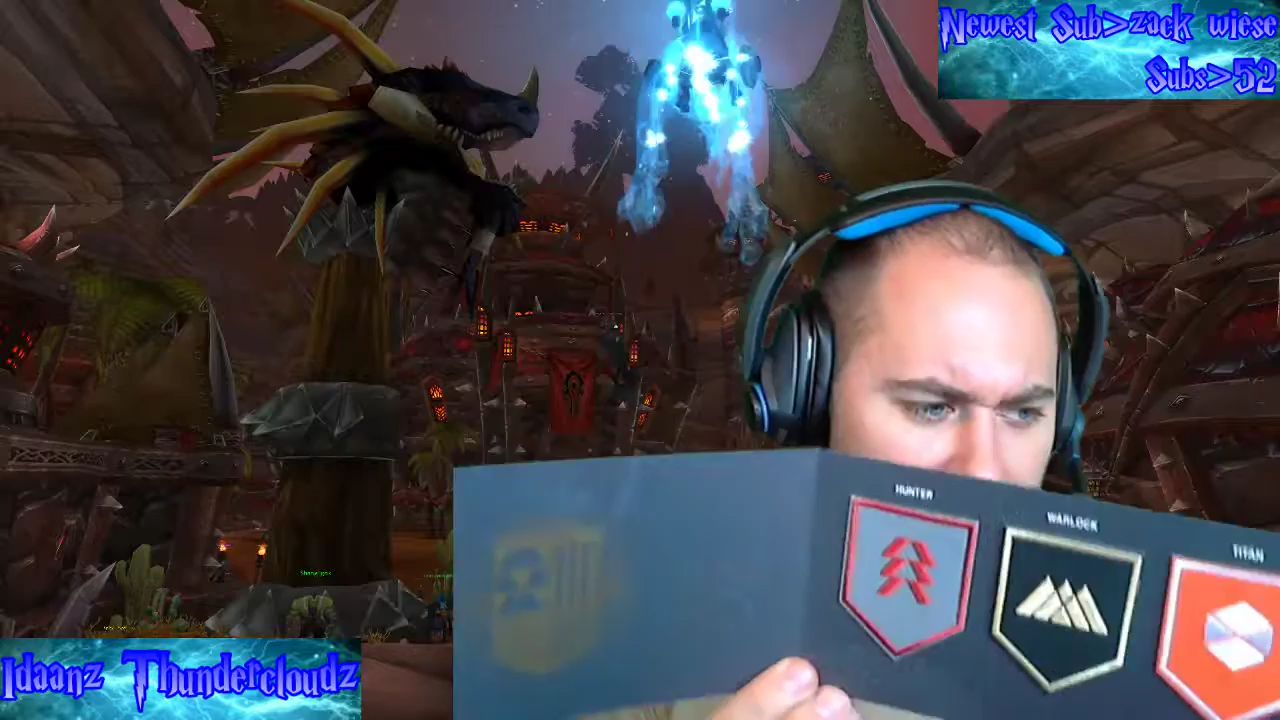 Newest Sub>zack wiese
Subs>52
HUNTER
WARLOCK
TITAN
Idaanz Thundercloudz